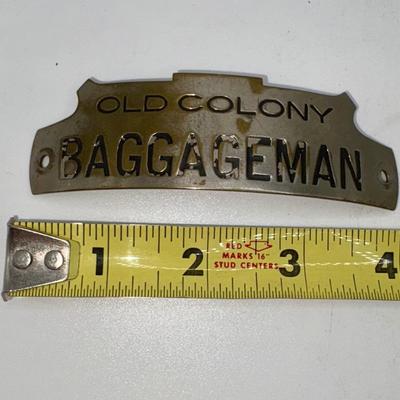 OLD COLONY
BAGGAGEMAN
1 2 3 4
RED
MARKS 16"
STUD CENTERS